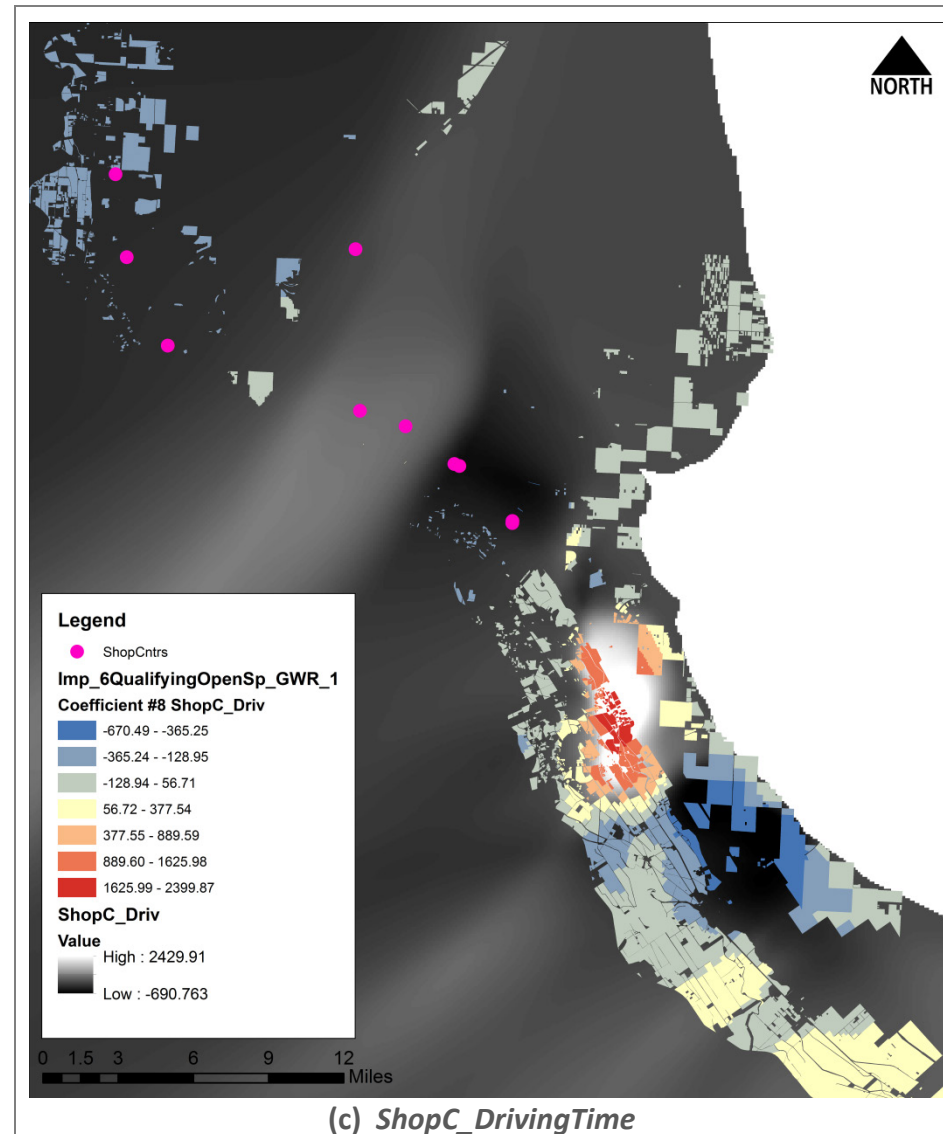 NORTH
Legend
ShopCntrs
Imp_6QualifyingOpenSp_GWR_1
Coefficient #8 ShopC_Driv
-670.49 - -365.25
-365.24 - -128.95
-128.94 - 56.71
56.72 - 377.54
377.55 - 889.59
889.60 - 1625.98
1625.99 - 2399.87
ShopC_Driv
Value
High : 2429.91
Low : -690.763
0 1.5 3 6 9 12
Miles
(c) ShopC_DrivingTime